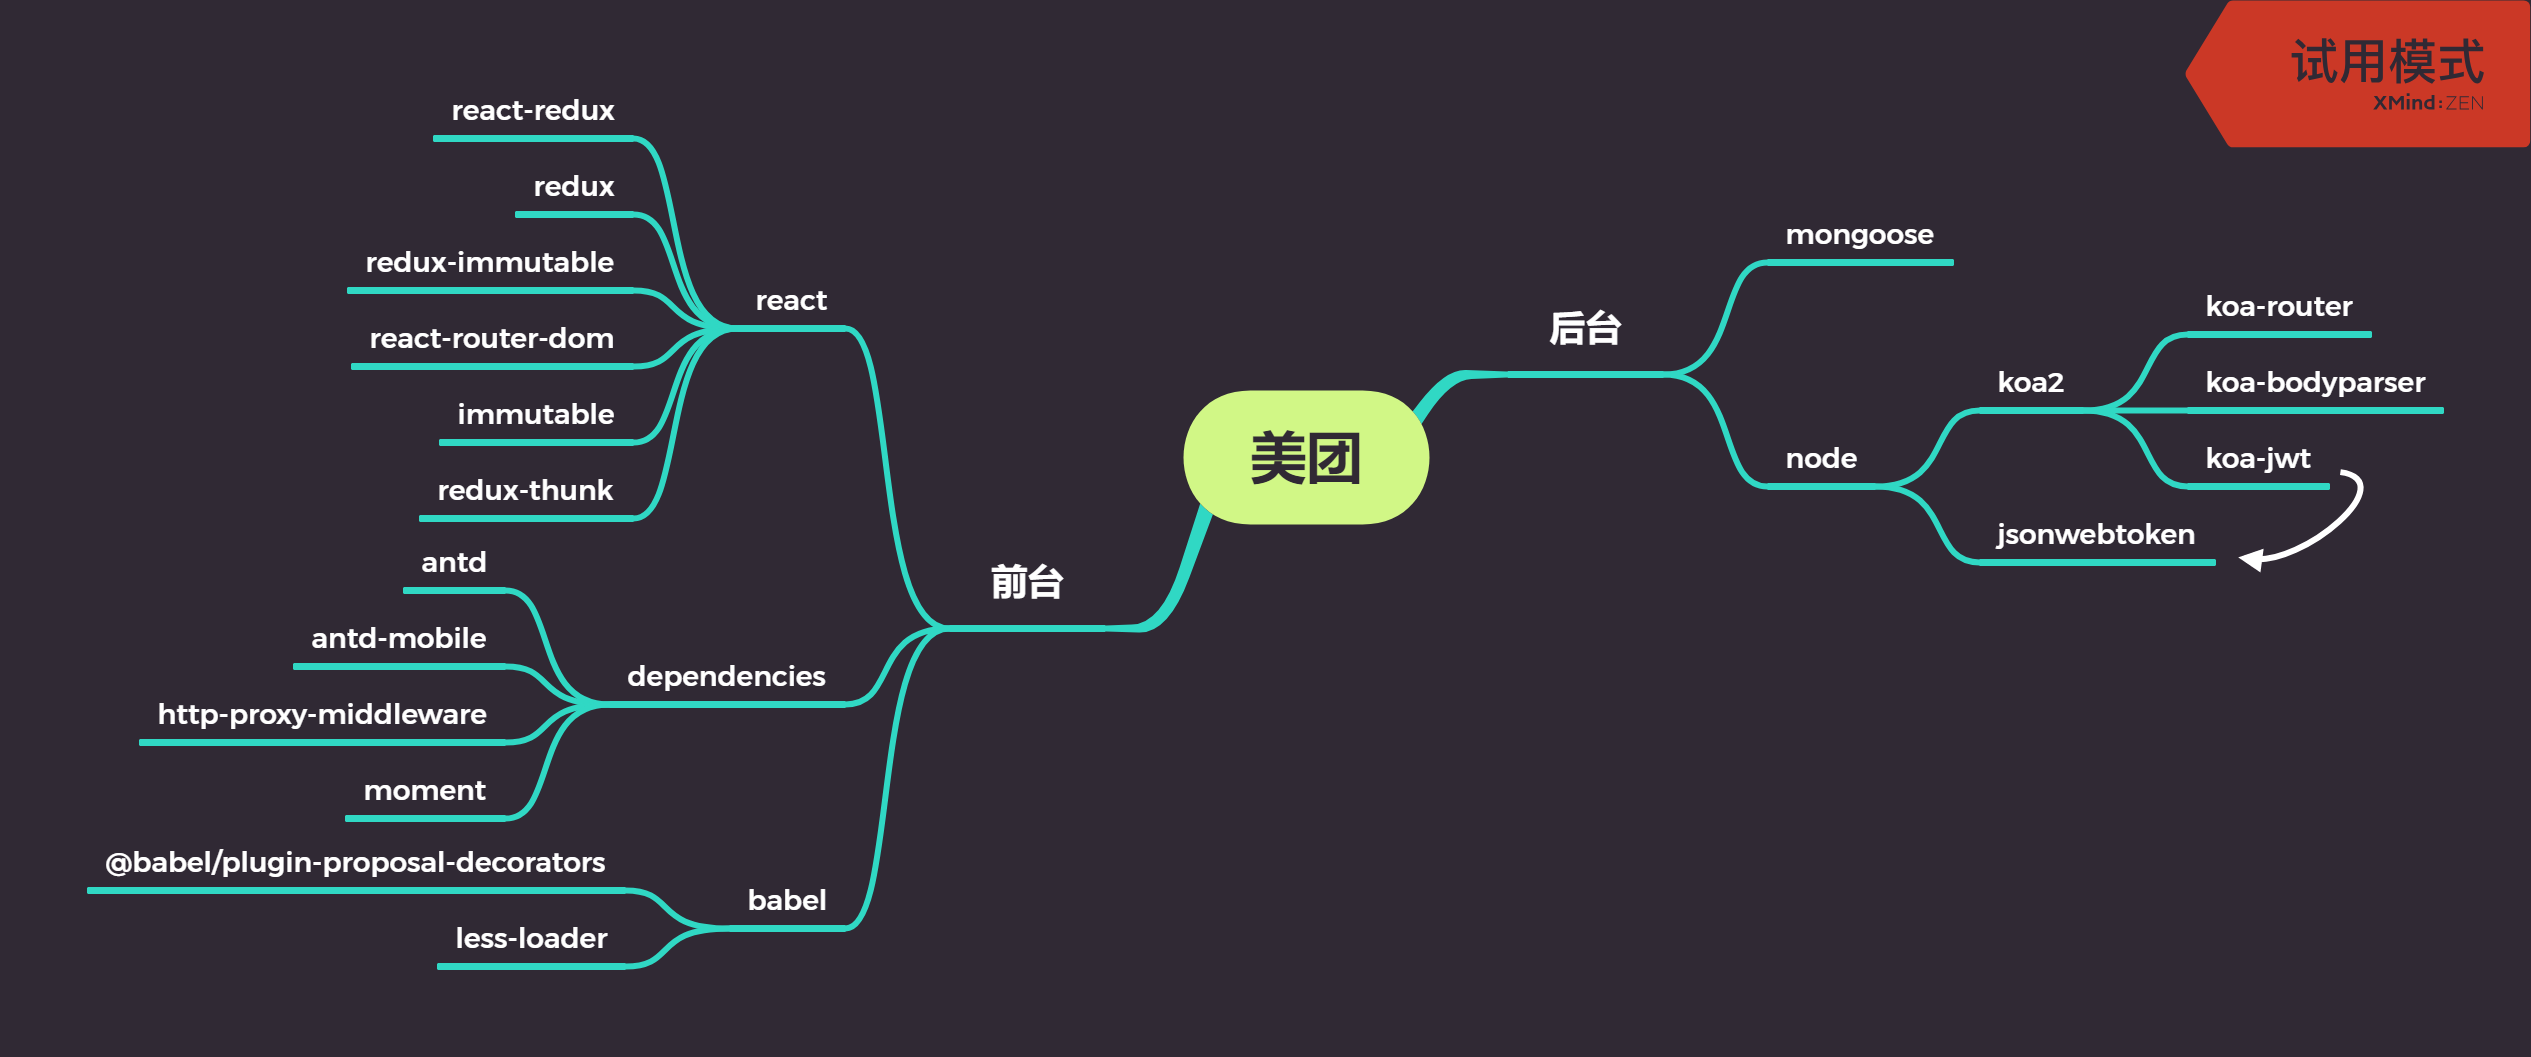 试用模式
XMind:ZEN
美团
后台
mongoose
node
koa2
koa-router
koa-bodyparser
koa-jwt
jsonwebtoken
前台
react
react-redux
redux
redux-immutable
react-router-dom
immutable
redux-thunk
dependencies
antd
antd-mobile
http-proxy-middleware
moment
babel
@babel/plugin-proposal-decorators
less-loader